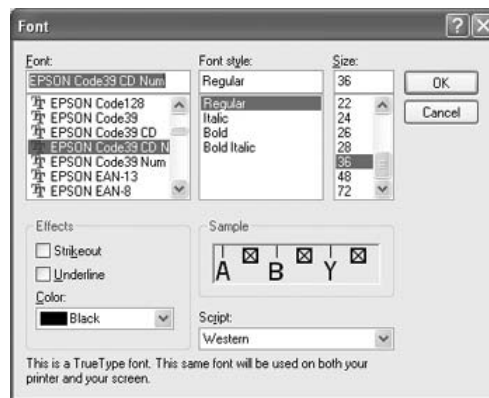 Font
Font: Font style: Size:
EPSON Code39 CD Num Regular 36
OK
Cancel
EPSON Code128
EPSON Code39
EPSON Code39 CD
EPSON Code39 CD N
EPSON Code39 Num
EPSON EAN-13
EPSON EAN-8
Regular
Italic
Bold
Bold Italic
22
24
26
28
36
48
72
Effects
Strikeout
Underline
Color:
Black
Sample
A B Y
Script:
Western
This is a TrueType font. This same font will be used on both your
printer and your screen.